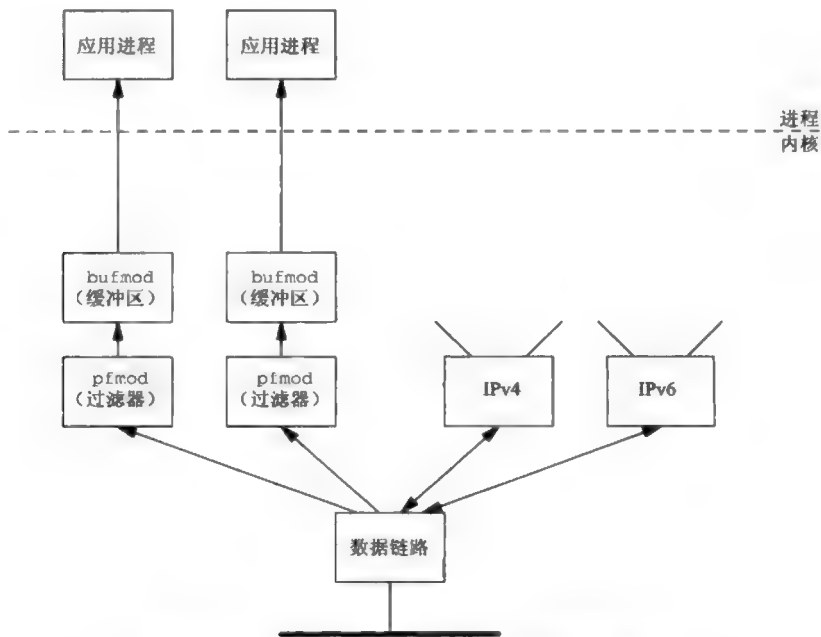 应用进程
应用进程
进程
内核
bufmod
（缓冲区）
bufmod
（缓冲区）
pfmod
（过滤器）
pfmod
（过滤器）
IPv4
IPv6
数据链路